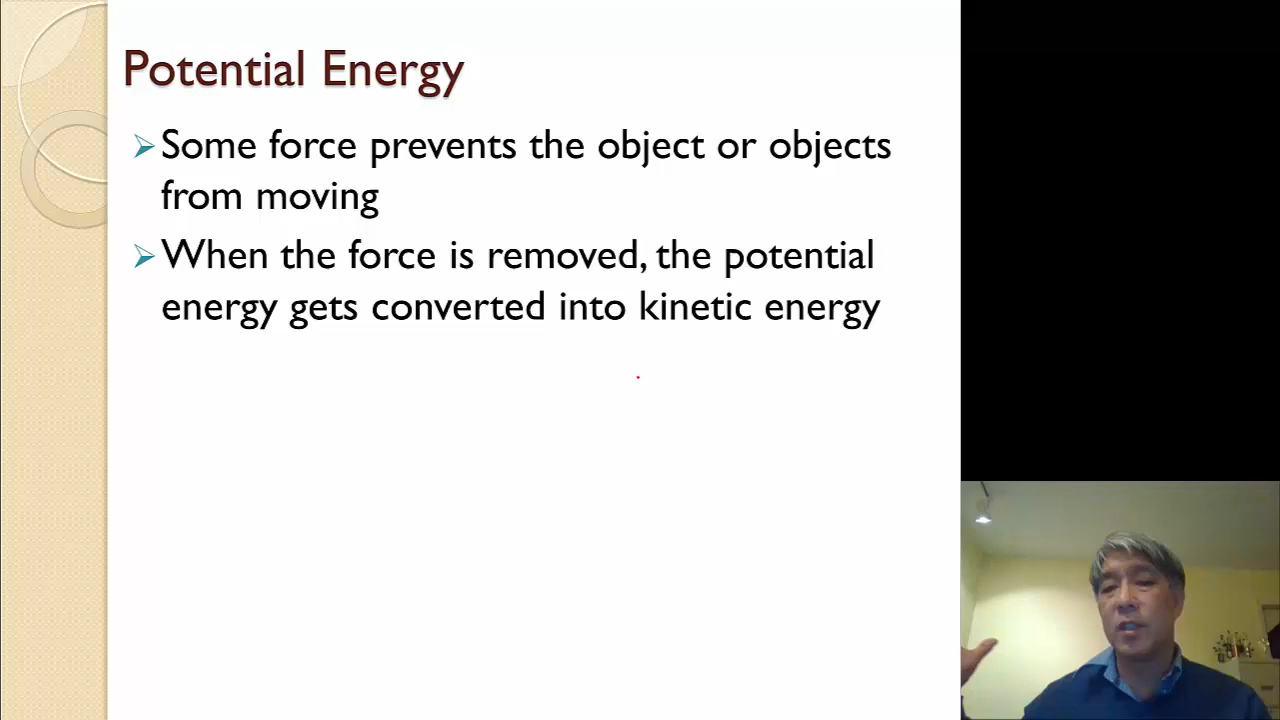 Potential Energy
Some force prevents the object or objects
from moving
When the force is removed, the potential
energy gets converted into kinetic energy